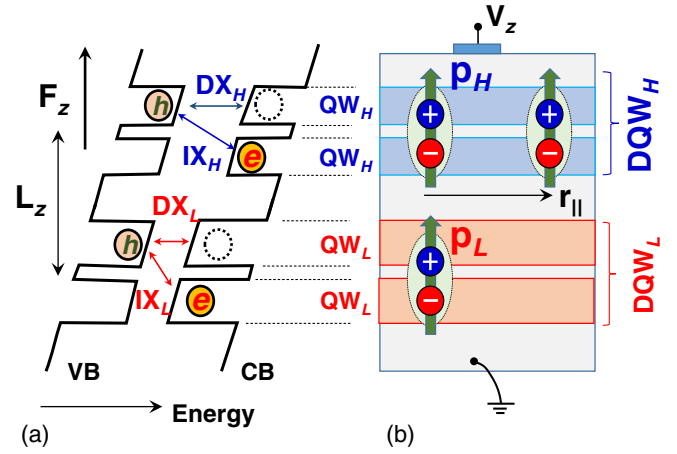 V_z
F_z
DX_H
h
QW_H
p_H
+
+
DQW_H
IX_H
e
QW_H
−
−
L_z
r_||
DX_L
p_L
h
QW_L
+
DQW_L
IX_L
e
QW_L
−
VB
CB
Energy
(a)
(b)